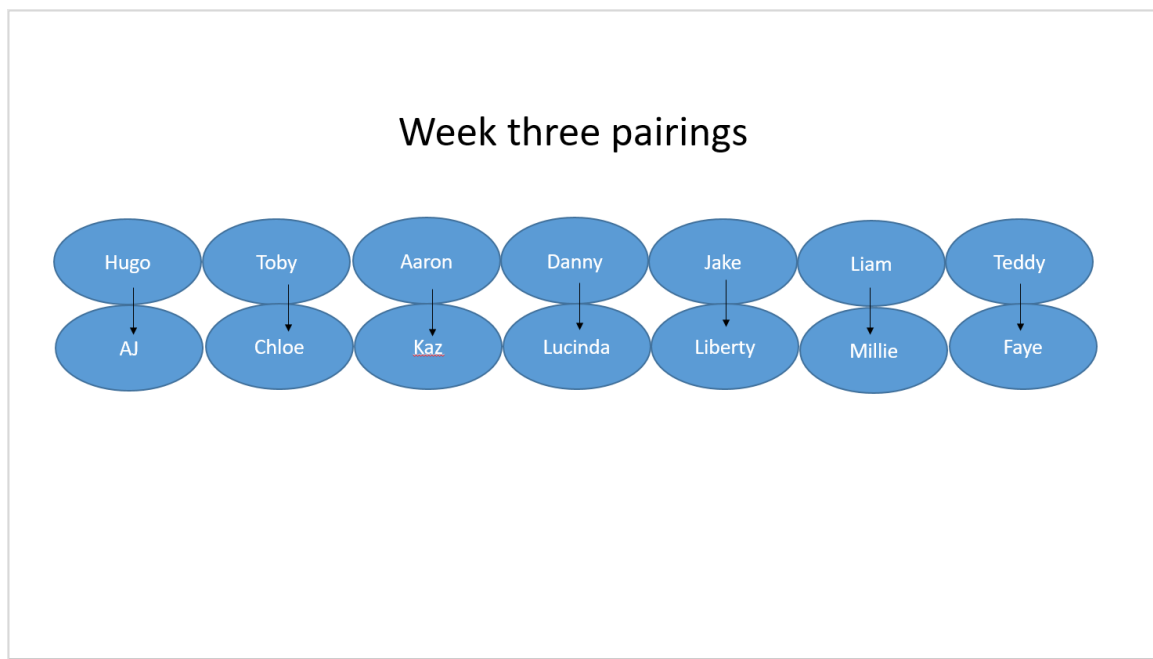 Week three pairings
Hugo Toby Aaron Danny Jake Liam Teddy
AJ Chloe Kaz Lucinda Liberty Millie Faye